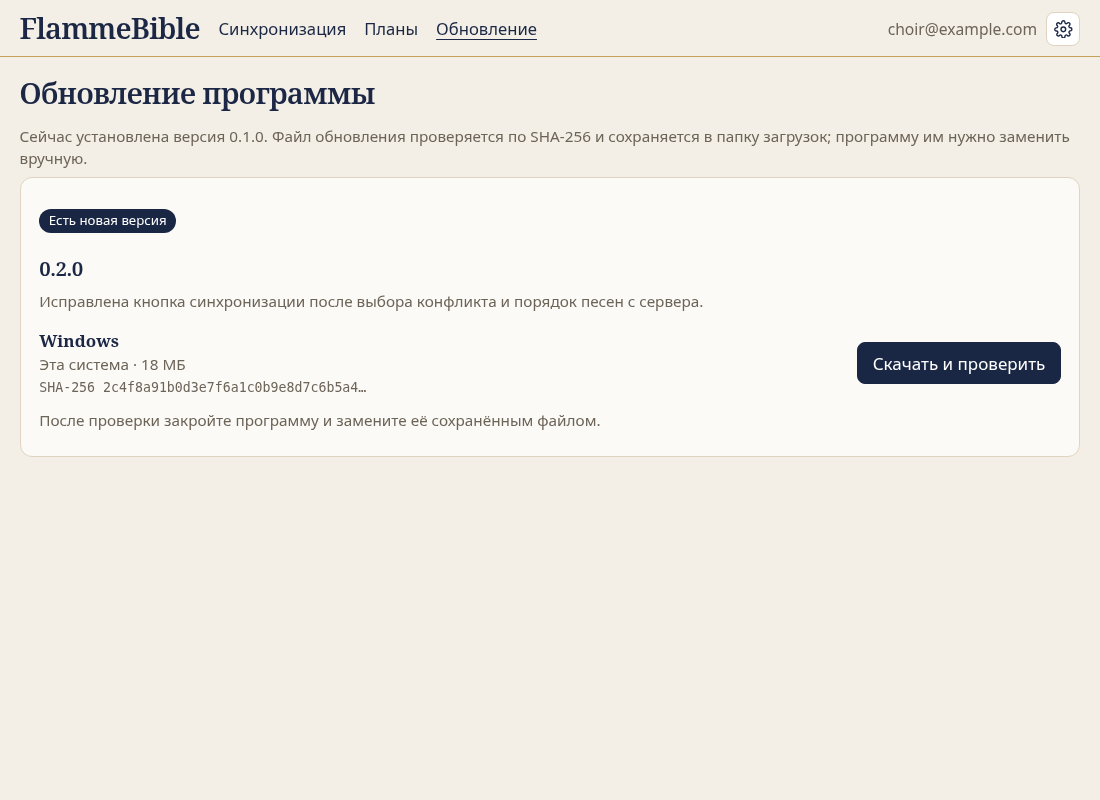 FlammeBible Синхронизация Планы Обновление choir@example.com
Обновление программы
Сейчас установлена версия 0.1.0. Файл обновления проверяется по SHA-256 и сохраняется в папку загрузок; программу им нужно заменить
вручную.
Есть новая версия
0.2.0
Исправлена кнопка синхронизации после выбора конфликта и порядок песен с сервера.
Windows
Эта система · 18 МБ
SHA-256 2c4f8a91b0d3e7f6a1c0b9e8d7c6b5a4…
Скачать и проверить
После проверки закройте программу и замените её сохранённым файлом.